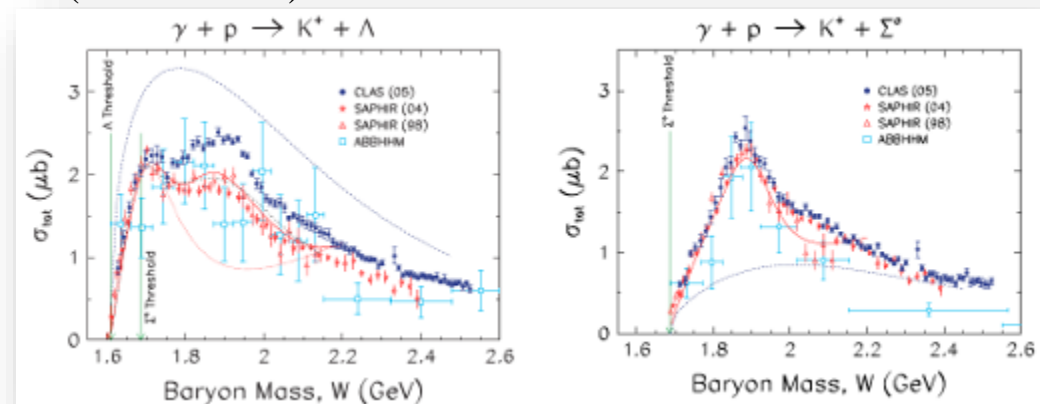 γ + p → K⁺ + Λ
Λ Threshold
Σ° Threshold
CLAS (05)
SAPHIR (04)
SAPHIR (98)
ABBHHM
σtot (μb)
3
2
1
0
1.6 1.8 2 2.2 2.4 2.6
Baryon Mass, W (GeV)
γ + p → K⁺ + Σ°
Σ° Threshold
CLAS (05)
SAPHIR (04)
SAPHIR (98)
ABBHHM
σtot (μb)
3
2
1
0
1.6 1.8 2 2.2 2.4 2.6
Baryon Mass, W (GeV)